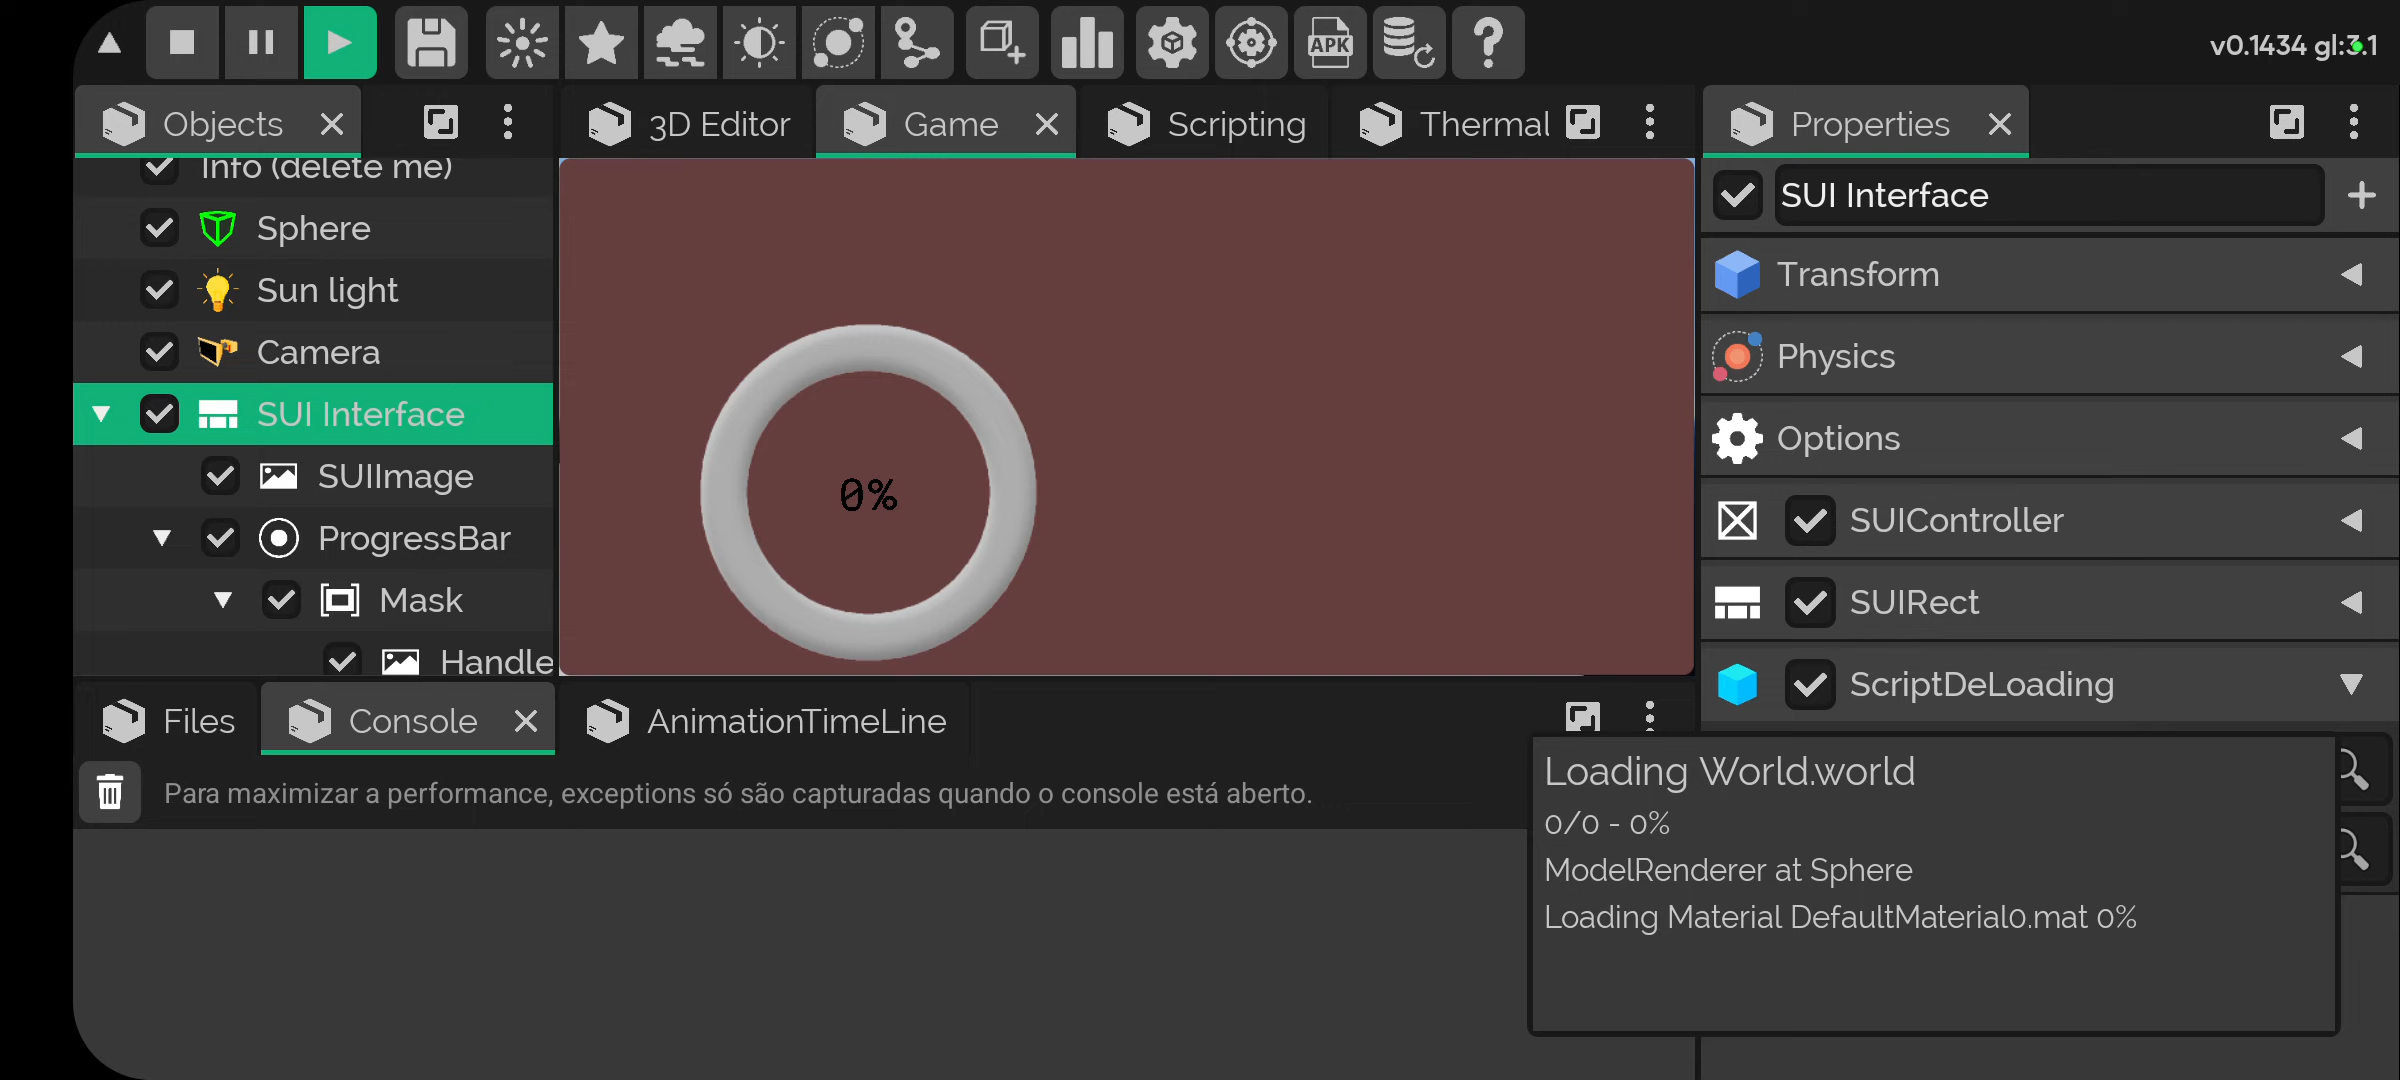 APK
v0.1434 gl:3.1
Objects
3D Editor
Game
Scripting
Thermal
Properties
Info (delete me)
Sphere
Sun light
Camera
SUI Interface
SUIImage
ProgressBar
Mask
Handle
0%
SUI Interface
Transform
Physics
Options
SUIController
SUIRect
ScriptDeLoading
Files
Console
AnimationTimeLine
Para maximizar a performance, exceptions só são capturadas quando o console está aberto.
Loading World.world
0/0 - 0%
ModelRenderer at Sphere
Loading Material DefaultMaterial0.mat 0%